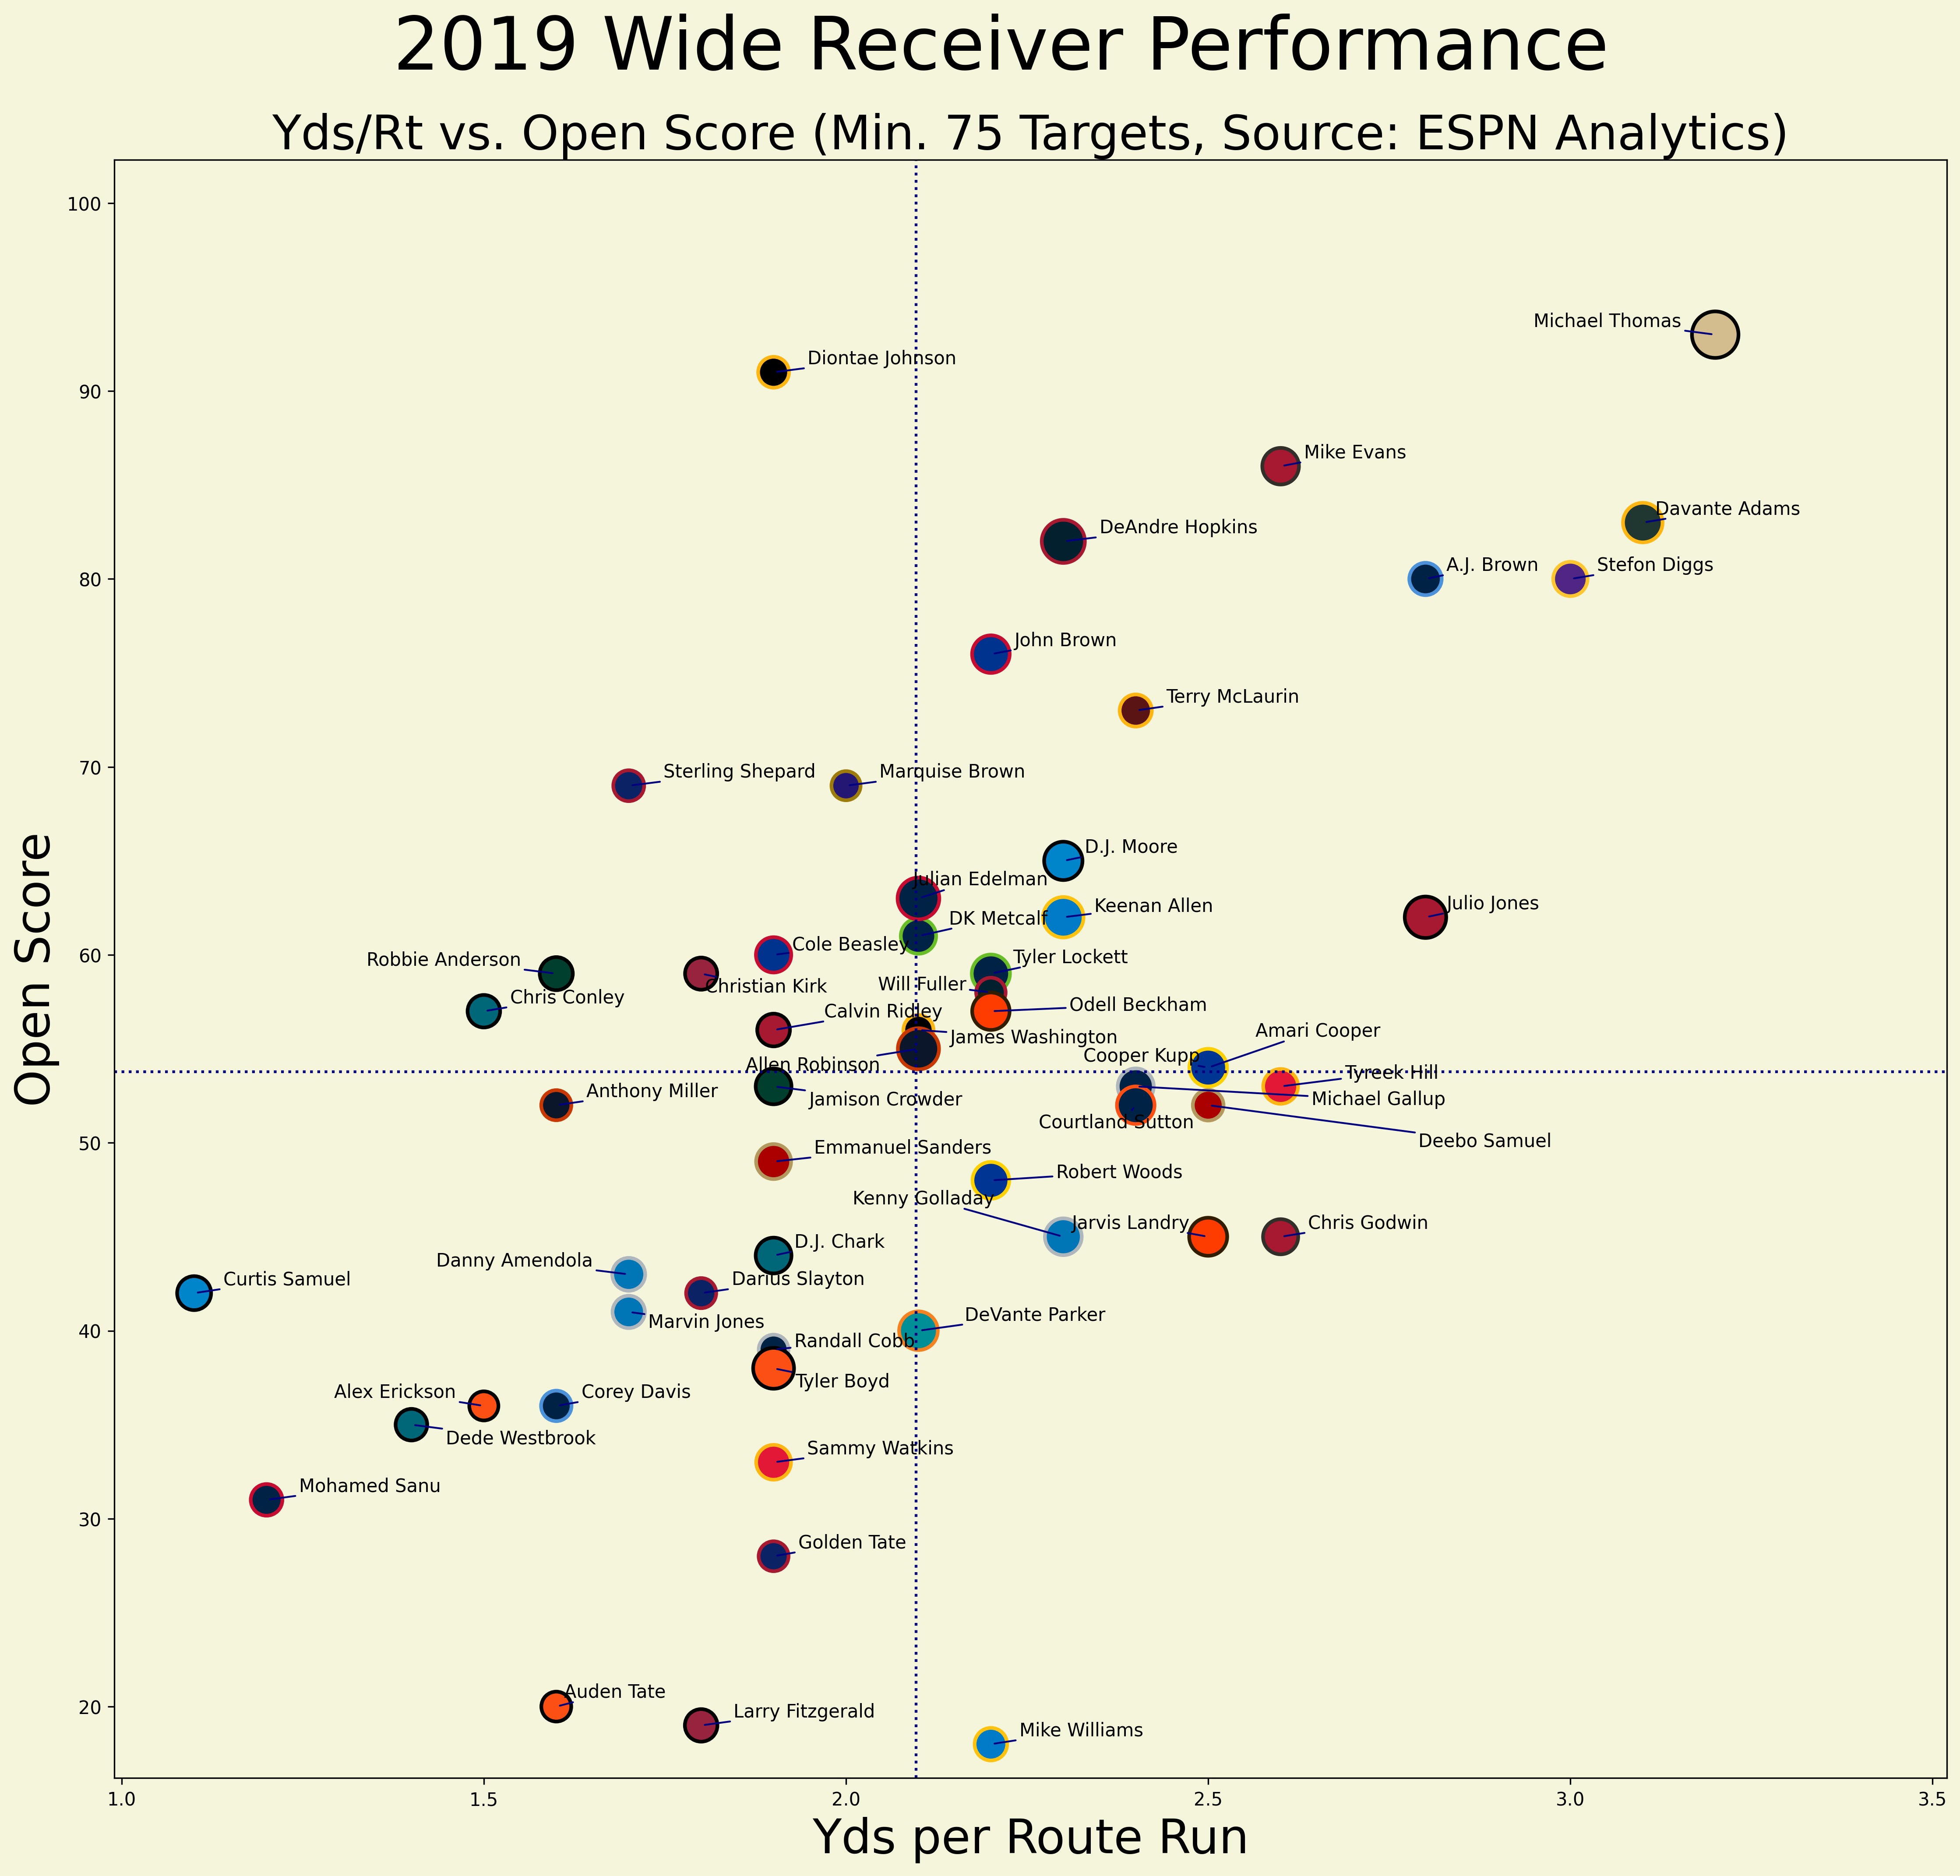 2019 Wide Receiver Performance
Yds/Rt vs. Open Score (Min. 75 Targets, Source: ESPN Analytics)
100
Michael Thomas
Diontae Johnson
90
Mike Evans
Davante Adams
DeAndre Hopkins
A.J. Brown
Stefon Diggs
80
John Brown
Terry McLaurin
Sterling Shepard
Marquise Brown
70
D.J. Moore
Julian Edelman
Keenan Allen
Julio Jones
DK Metcalf
Cole Beasley
60
Robbie Anderson
Tyler Lockett
Christian Kirk
Will Fuller
Chris Conley
Odell Beckham
Calvin Ridley
James Washington
Amari Cooper
Allen Robinson
Cooper Kupp
Tyreek Hill
Anthony Miller
Jamison Crowder
Michael Gallup
Courtland Sutton
Deebo Samuel
50
Emmanuel Sanders
Robert Woods
Kenny Golladay
Jarvis Landry
Chris Godwin
D.J. Chark
Danny Amendola
Curtis Samuel
Darius Slayton
Marvin Jones
DeVante Parker
40
Randall Cobb
Tyler Boyd
Alex Erickson
Corey Davis
Dede Westbrook
Sammy Watkins
Mohamed Sanu
30
Golden Tate
Auden Tate
20
Larry Fitzgerald
Mike Williams
Open Score
1.0
1.5
2.0
2.5
3.0
3.5
Yds per Route Run